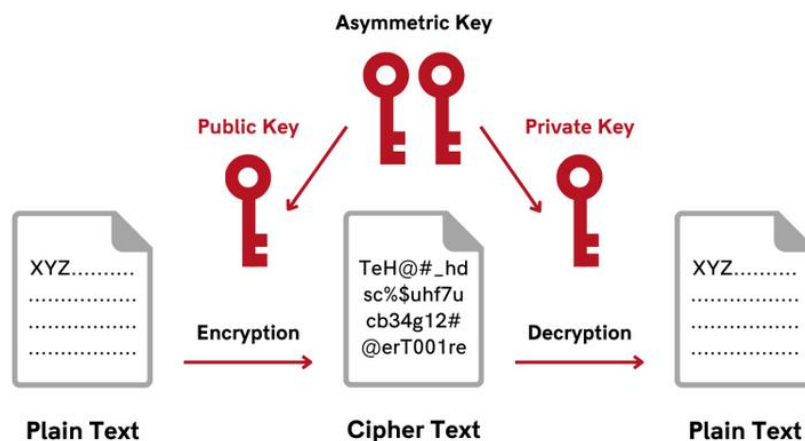 Asymmetric Key
Public Key
Private Key
XYZ..........
................
................
................
Encryption
TeH@#_hd
sc%$uhf7u
cb34g12#
@erT001re
Decryption
XYZ..........
................
................
................
Plain Text
Cipher Text
Plain Text